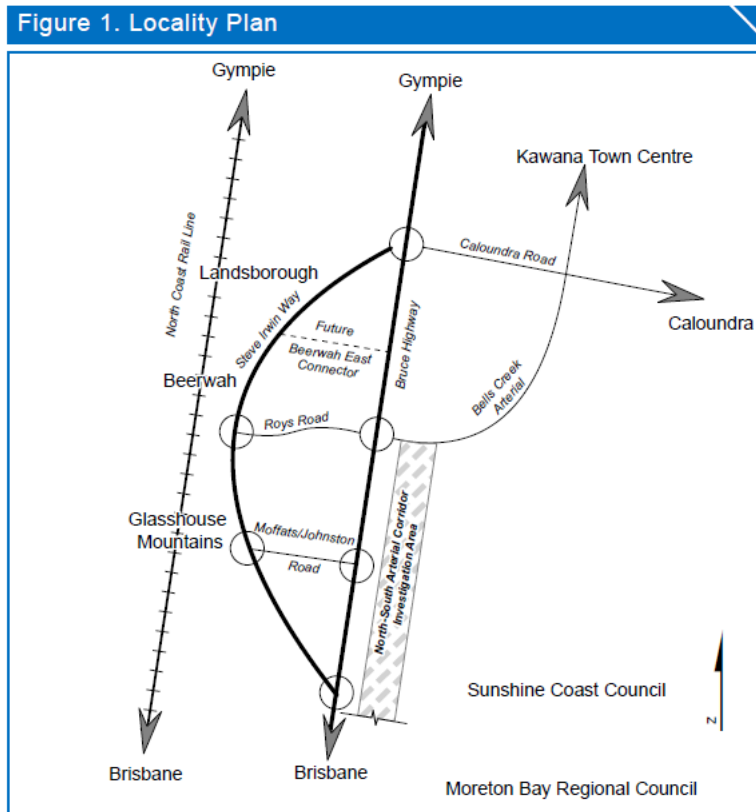 Figure 1. Locality Plan
Gympie
Gympie
Kawana Town Centre
North Coast Rail Line
Caloundra Road
Landsborough
Caloundra
Steve Irwin Way
Future
Beerwah East
Connector
Bruce Highway
Beerwah
Bells Creek
Arterial
Roys Road
Glasshouse
Mountains
Moffats/Johnston
Road
North-South Arterial Corridor
Investigation Area
Sunshine Coast Council
Z
Brisbane
Brisbane
Moreton Bay Regional Council